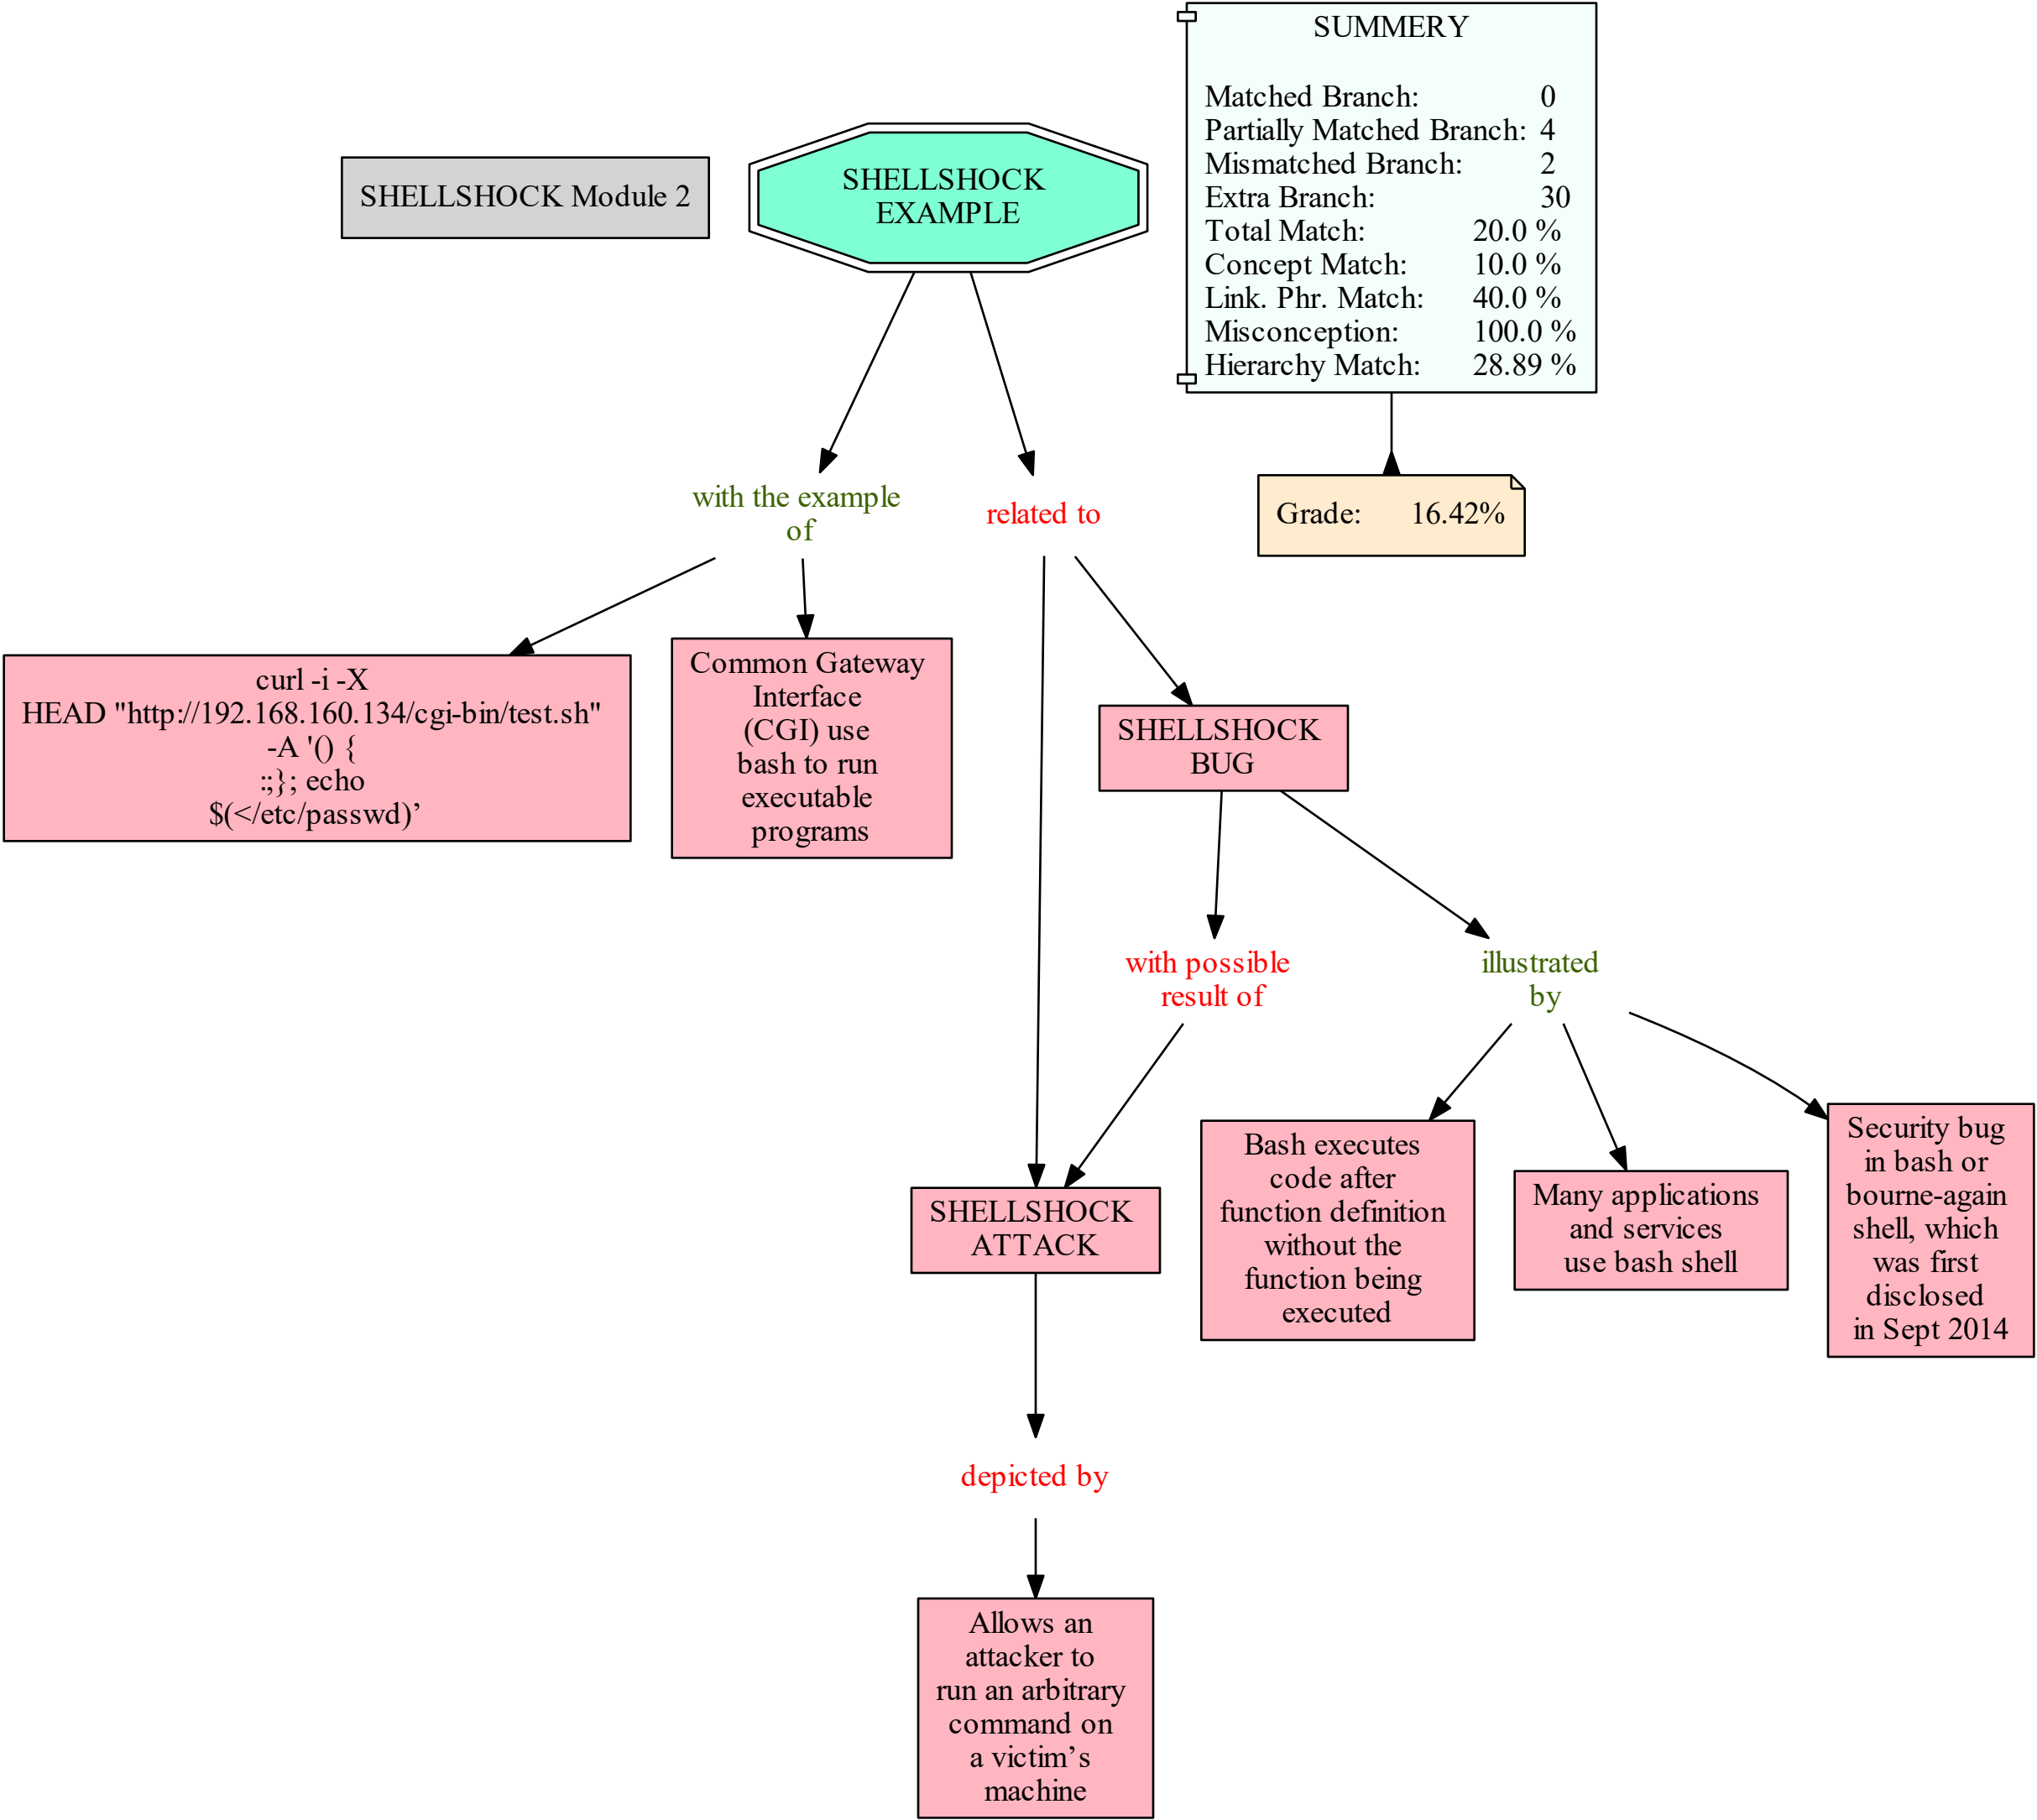 SUMMERY
Matched Branch: 0
Partially Matched Branch: 4
Mismatched Branch: 2
Extra Branch: 30
Total Match: 20.0 %
Concept Match: 10.0 %
Link. Phr. Match: 40.0 %
Misconception: 100.0 %
Hierarchy Match: 28.89 %
SHELLSHOCK Module 2
SHELLSHOCK
EXAMPLE
Grade: 16.42%
with the example
of
related to
curl -i -X
HEAD "http://192.168.160.134/cgi-bin/test.sh"
-A '() {
:;}; echo
$(</etc/passwd)’
Common Gateway
Interface
(CGI) use
bash to run
executable
programs
SHELLSHOCK
BUG
with possible
result of
illustrated
by
SHELLSHOCK
ATTACK
Bash executes
code after
function definition
without the
function being
executed
Many applications
and services
use bash shell
Security bug
in bash or
bourne-again
shell, which
was first
disclosed
in Sept 2014
depicted by
Allows an
attacker to
run an arbitrary
command on
a victim’s
machine